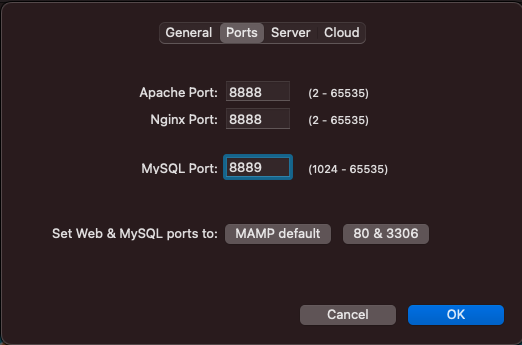 General Ports Server Cloud
Apache Port: 8888 (2 - 65535)
Nginx Port: 8888 (2 - 65535)
MySQL Port: 8889 (1024 - 65535)
Set Web & MySQL ports to: MAMP default 80 & 3306
Cancel OK